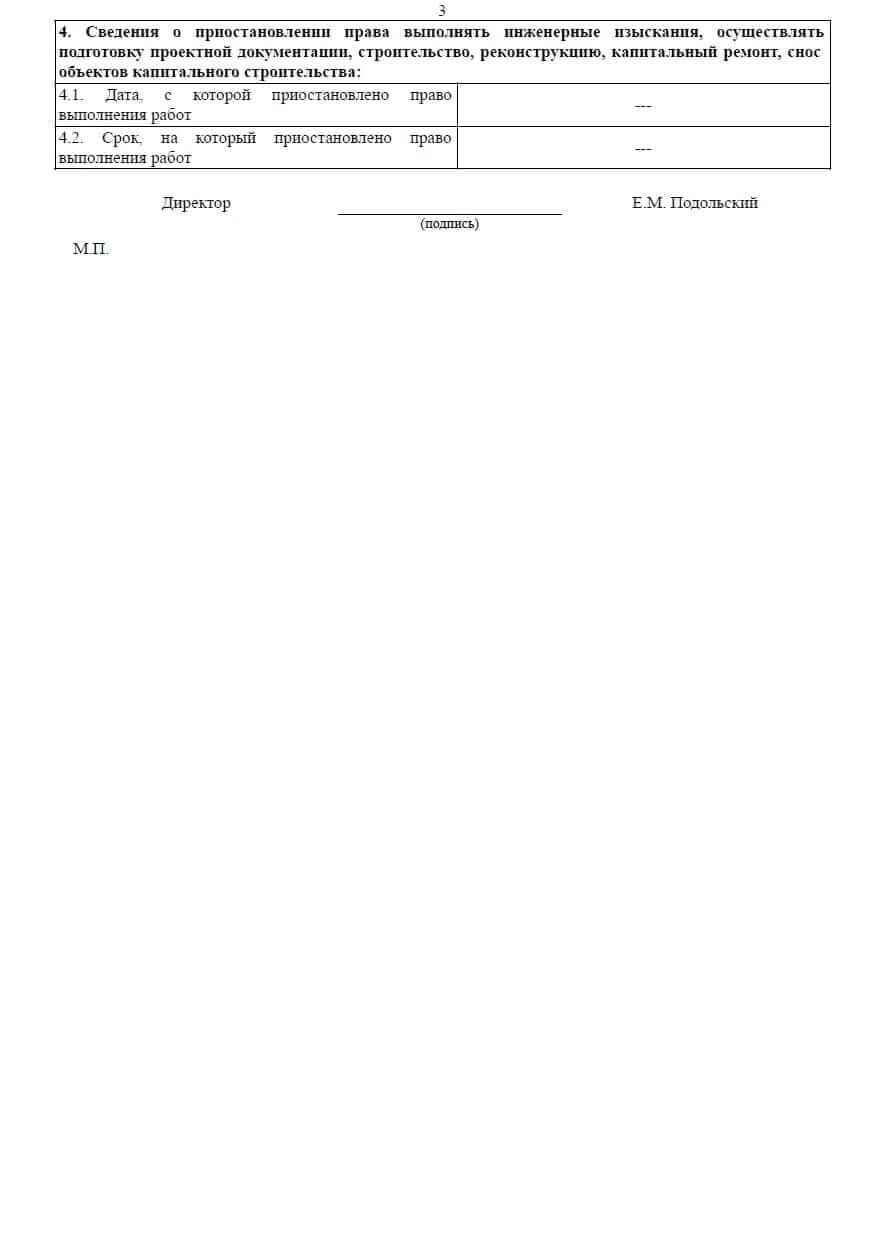 3
4. Сведения о приостановлении права выполнять инженерные изыскания, осуществлять
подготовку проектной документации, строительство, реконструкцию, капитальный ремонт, снос
объектов капитального строительства:
4.1. Дата, с которой приостановлено право
выполнения работ
---
4.2. Срок, на который приостановлено право
выполнения работ
---
Директор
Е.М. Подольский
(подпись)
М.П.